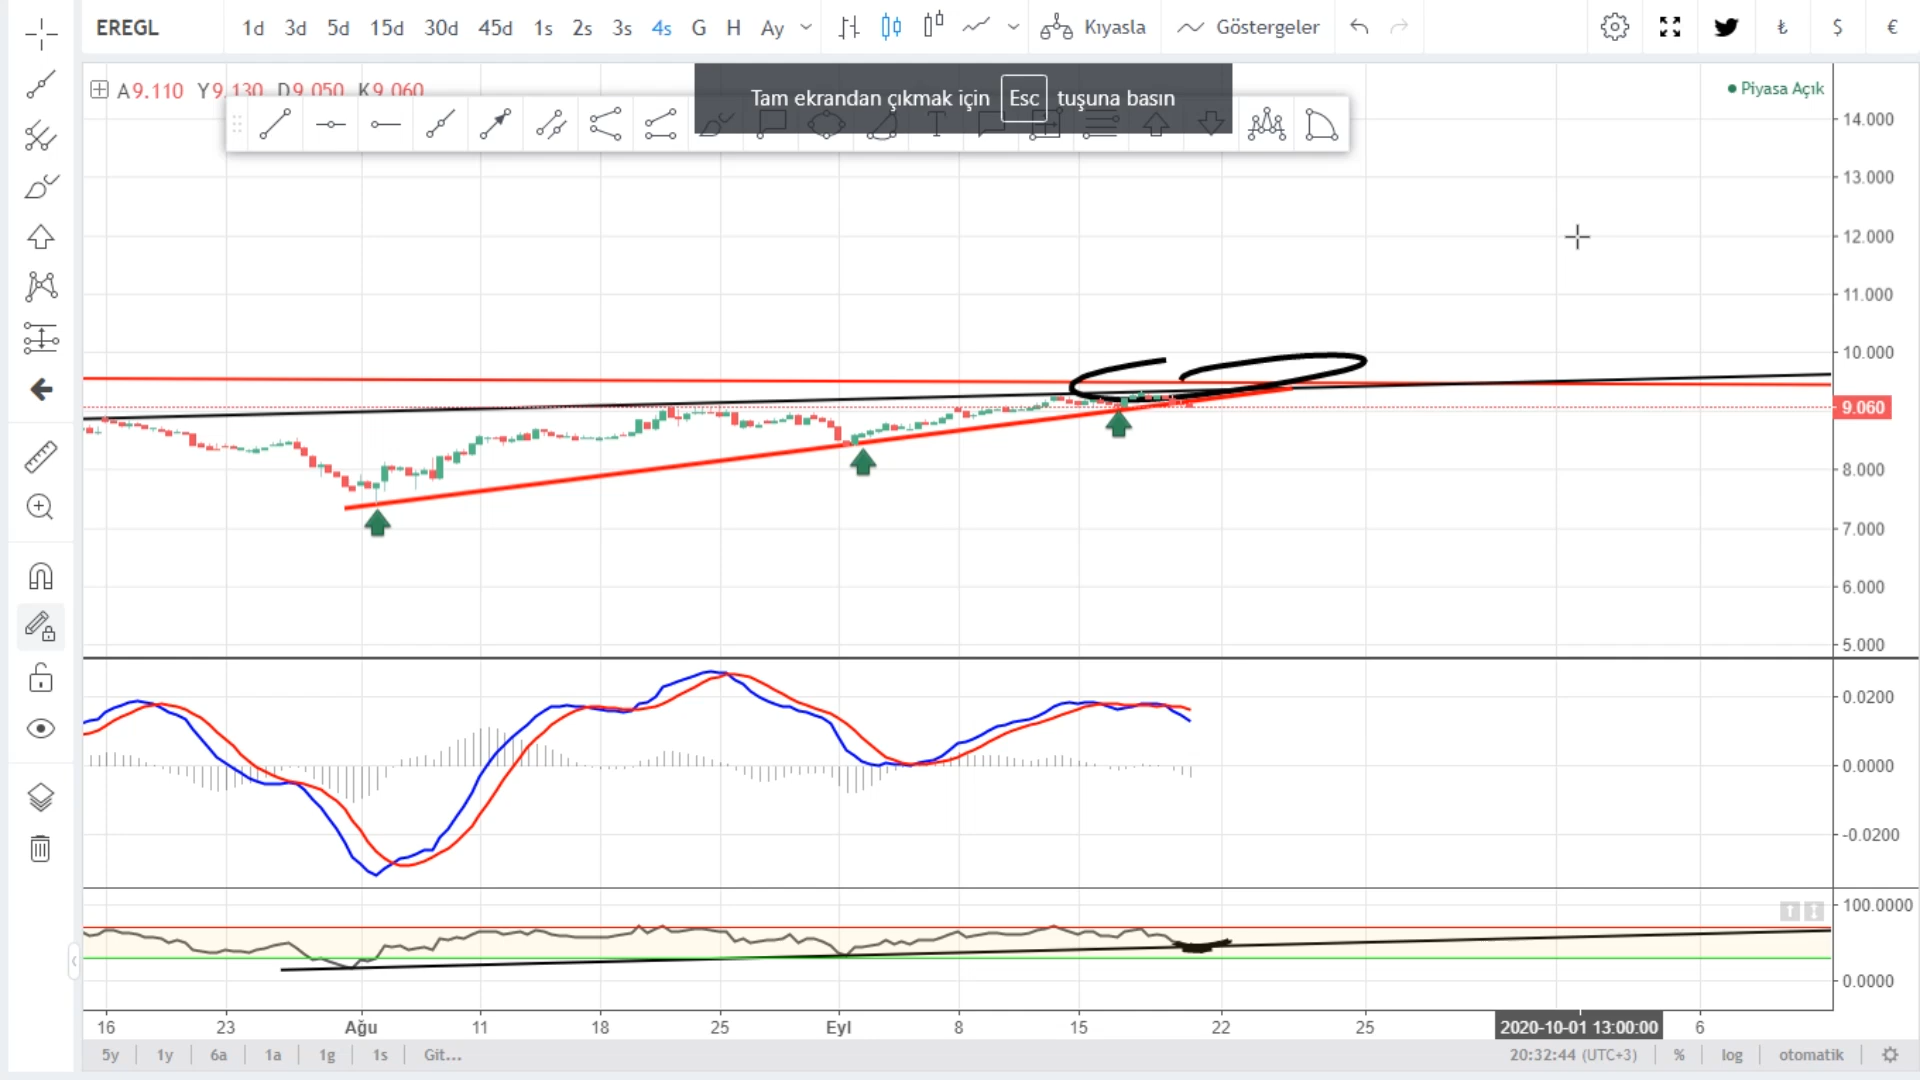 EREGL 1d 3d 5d 15d 30d 45d 1s 2s 3s 4s G H Ay Kıyasla Göstergeler ₺ $ €
A9.110 Y9.130 D9.050 K9.060
Tam ekrandan çıkmak için Esc tuşuna basın
Piyasa Açık
14.000
13.000
12.000
11.000
10.000
9.060
8.000
7.000
6.000
5.000
0.0200
0.0000
-0.0200
100.0000
0.0000
16 23 Ağu 11 18 25 Eyl 8 15 22 25 2020-10-01 13:00:00 6
5y 1y 6a 1a 1g 1s Git... 20:32:44 (UTC+3) % log otomatik